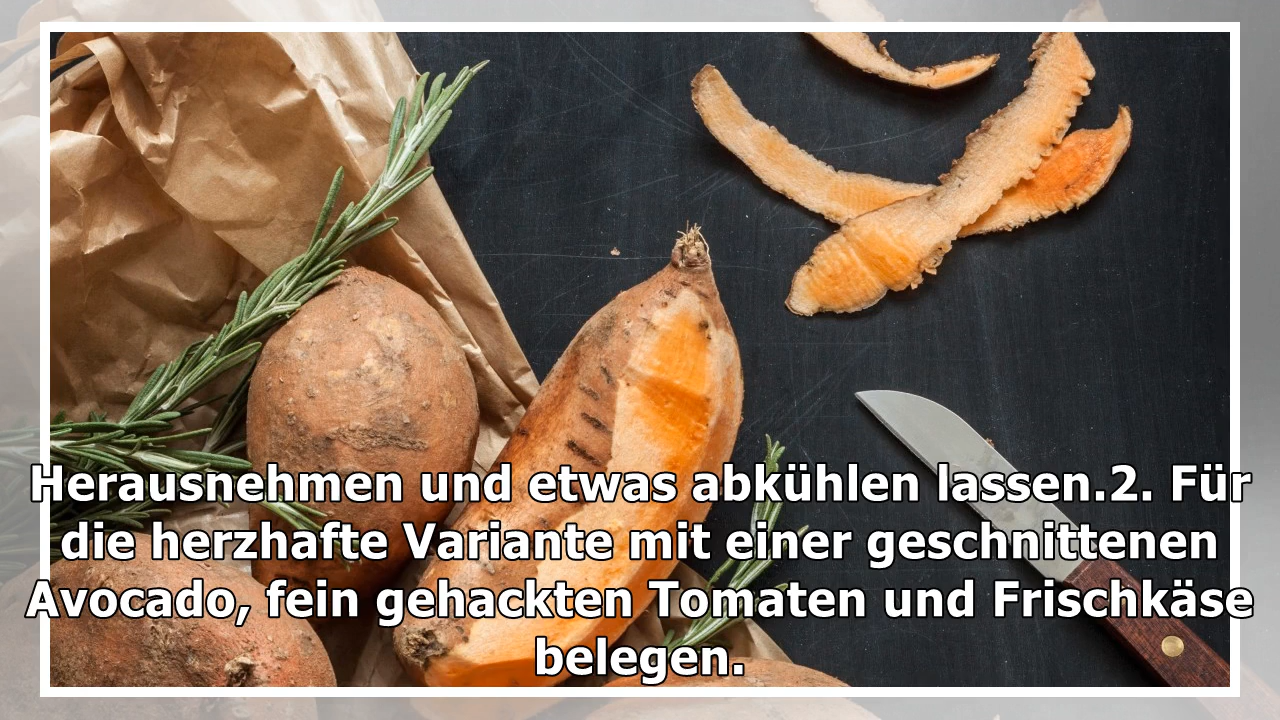 Herausnehmen und etwas abkühlen lassen.2. Für
die herzhafte Variante mit einer geschnittenen
Avocado, fein gehackten Tomaten und Frischkäse
belegen.